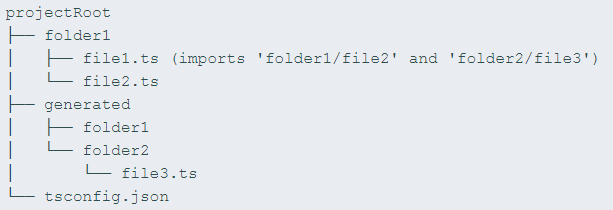 projectRoot
├── folder1
│   ├── file1.ts (imports 'folder1/file2' and 'folder2/file3')
│   └── file2.ts
├── generated
│   ├── folder1
│   └── folder2
│       └── file3.ts
└── tsconfig.json